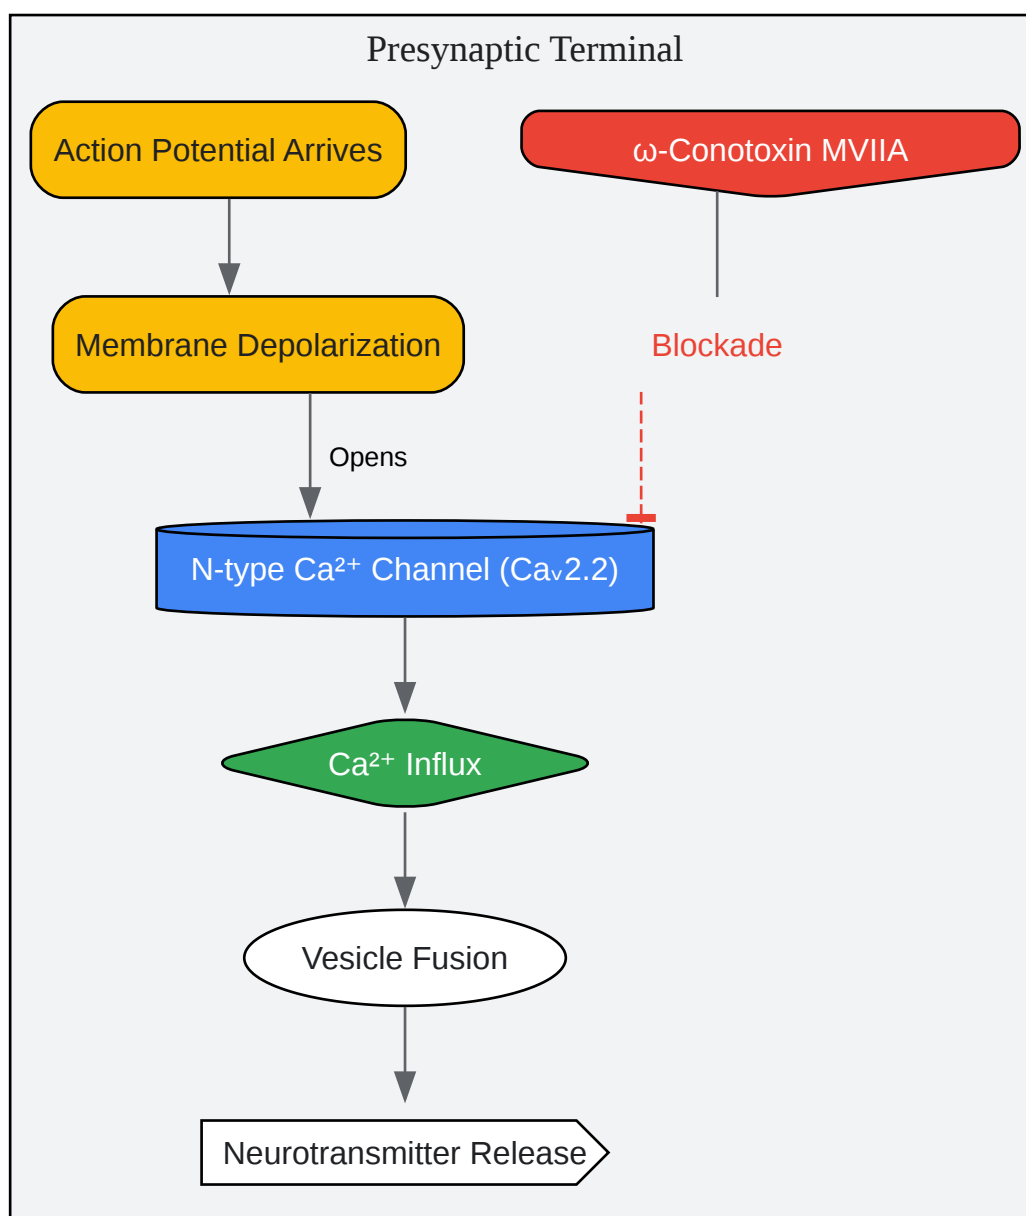 Presynaptic Terminal
Action Potential Arrives
ω-Conotoxin MVIIA
Membrane Depolarization
Blockade
Opens
N-type Ca²⁺ Channel (Caᵥ2.2)
Ca²⁺ Influx
Vesicle Fusion
Neurotransmitter Release